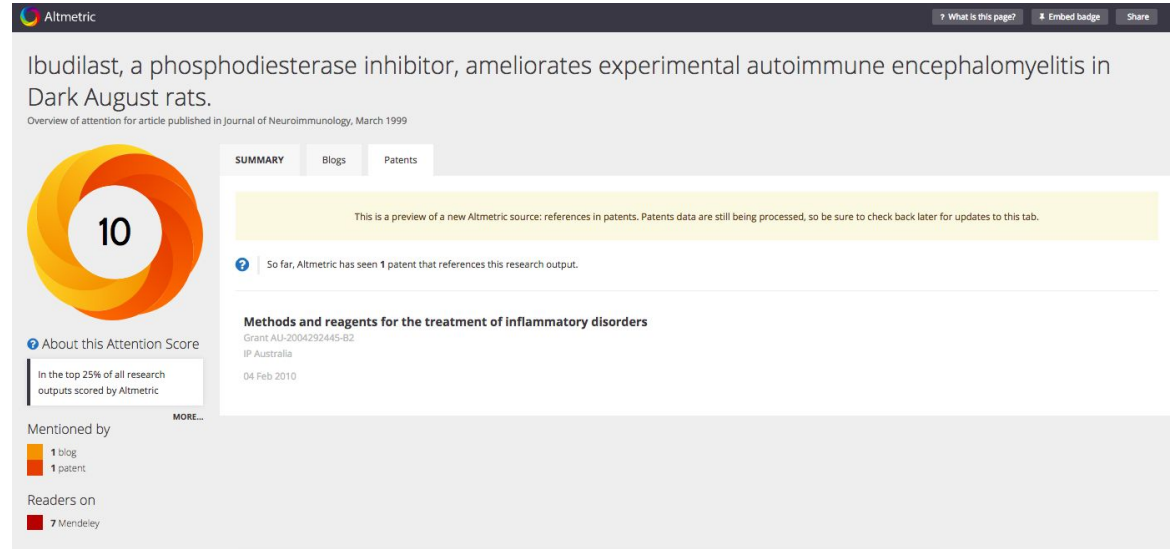 Altmetric
? What is this page?
Embed badge
Share
Ibudilast, a phosphodiesterase inhibitor, ameliorates experimental autoimmune encephalomyelitis in
Dark August rats.
Overview of attention for article published in Journal of Neuroimmunology, March 1999
SUMMARY
Blogs
Patents
10
This is a preview of a new Altmetric source: references in patents. Patents data are still being processed, so be sure to check back later for updates to this tab.
? So far, Altmetric has seen 1 patent that references this research output.
Methods and reagents for the treatment of inflammatory disorders
Grant AU-2004292445-B2
IP Australia
04 Feb 2010
? About this Attention Score
In the top 25% of all research
outputs scored by Altmetric
MORE...
Mentioned by
1 blog
1 patent
Readers on
7 Mendeley